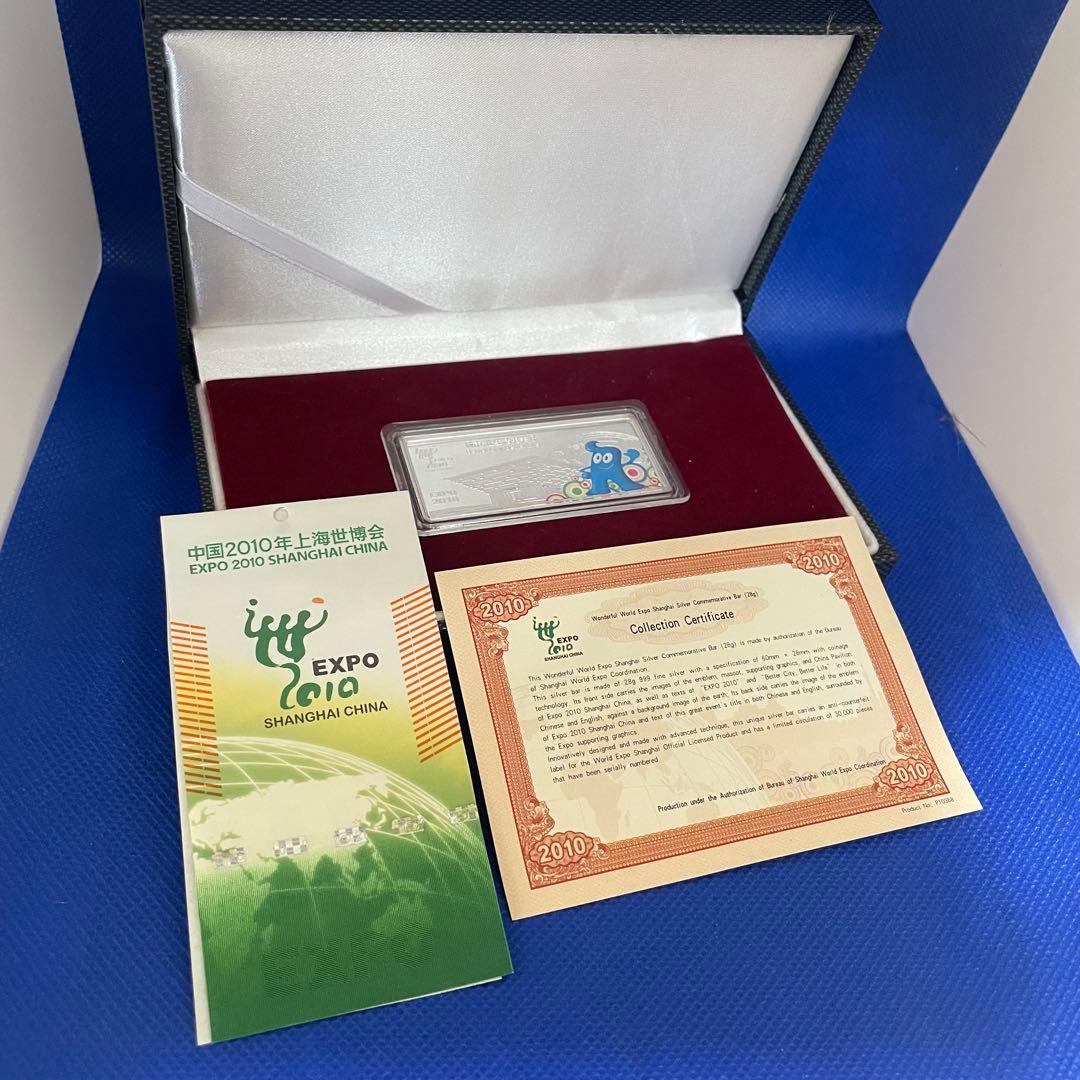 EXPO
2010
中国2010年上海世博会
EXPO 2010 SHANGHAI CHINA
EXPO
2010
SHANGHAI CHINA
EXPO
2010
2010
EXPO
2010
SHANGHAI CHINA
Wonderful World Expo Shanghai Silver Commemorative Bar (28g)
Collection Certificate
This Wonderful World Expo Shanghai Silver Commemorative Bar (28g) is made by authorization of the Bureau
of Shanghai World Expo Coordination.
This silver bar is made of 28g 999 fine silver with a specification of 60mm × 28mm with coinage
technology. Its front side carries the images of the emblem, mascot, supporting graphics, and China Pavilion
of Expo 2010 Shanghai China, as well as texts of "EXPO 2010" and "Better City, Better Life" in both
Chinese and English, against a background image of the earth; Its back side carries the image of the emblem
of Expo 2010 Shanghai China and text of this great event's title in both Chinese and English, surrounded by
the Expo supporting graphics.
Innovatively designed and made with advanced technique, this unique silver bar carries an anti-counterfeit
label for the World Expo Shanghai Official Licensed Product and has a limited circulation of 30,000 pieces
that have been serially numbered.
Production under the Authorization of Bureau of Shanghai World Expo Coordination
2010
2010
Product No.: P10368